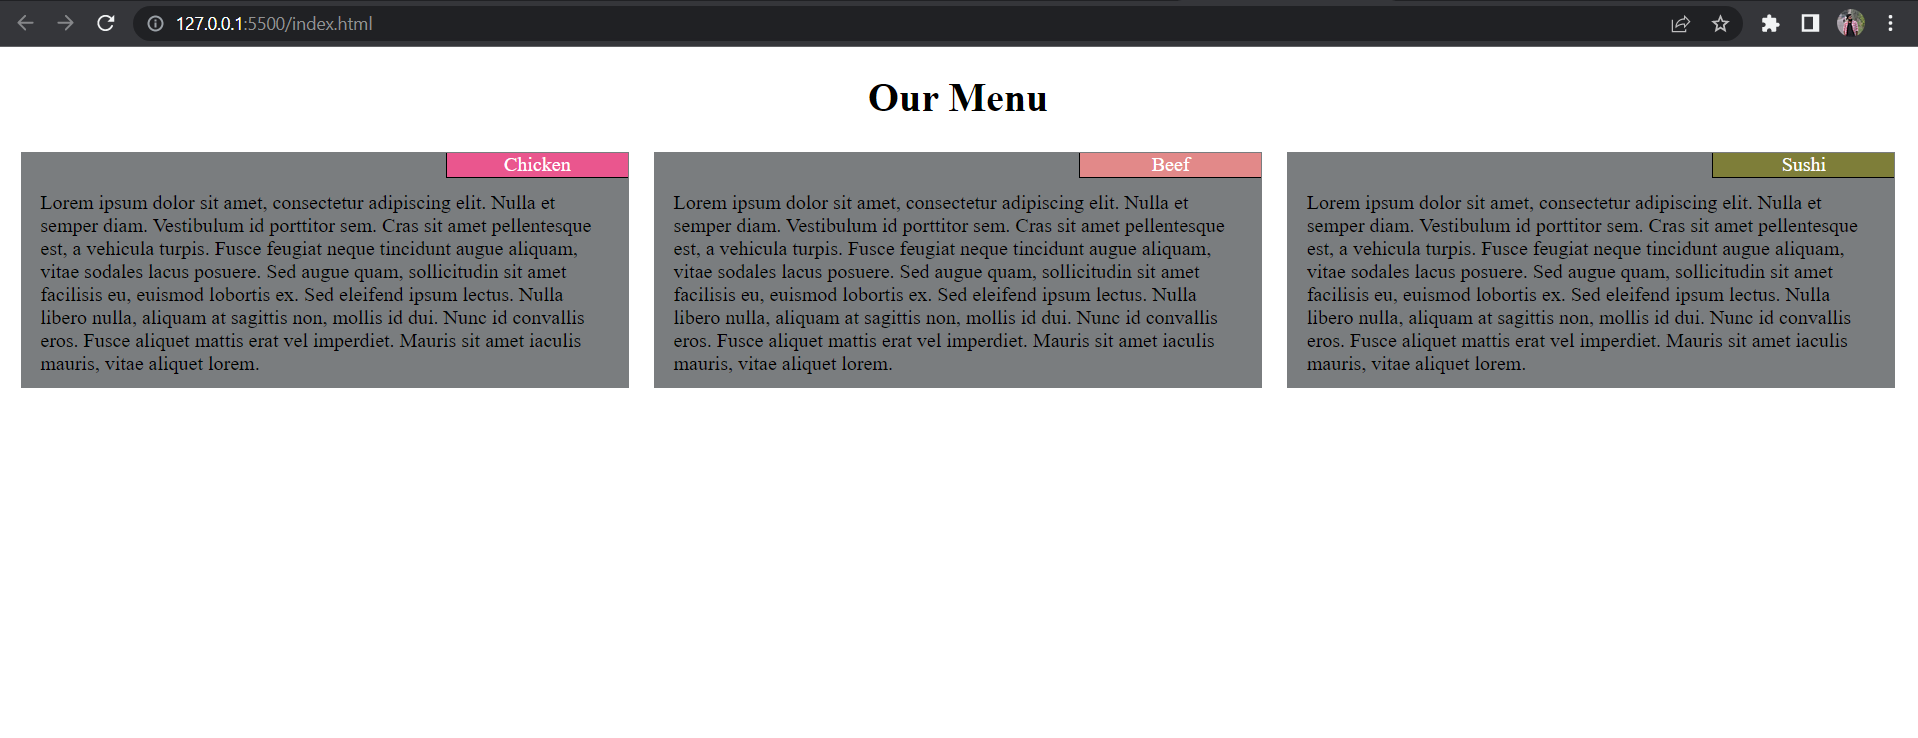 127.0.0.1:5500/index.html
Our Menu
Chicken
Lorem ipsum dolor sit amet, consectetur adipiscing elit. Nulla et
semper diam. Vestibulum id porttitor sem. Cras sit amet pellentesque
est, a vehicula turpis. Fusce feugiat neque tincidunt augue aliquam,
vitae sodales lacus posuere. Sed augue quam, sollicitudin sit amet
facilisis eu, euismod lobortis ex. Sed eleifend ipsum lectus. Nulla
libero nulla, aliquam at sagittis non, mollis id dui. Nunc id convallis
eros. Fusce aliquet mattis erat vel imperdiet. Mauris sit amet iaculis
mauris, vitae aliquet lorem.
Beef
Lorem ipsum dolor sit amet, consectetur adipiscing elit. Nulla et
semper diam. Vestibulum id porttitor sem. Cras sit amet pellentesque
est, a vehicula turpis. Fusce feugiat neque tincidunt augue aliquam,
vitae sodales lacus posuere. Sed augue quam, sollicitudin sit amet
facilisis eu, euismod lobortis ex. Sed eleifend ipsum lectus. Nulla
libero nulla, aliquam at sagittis non, mollis id dui. Nunc id convallis
eros. Fusce aliquet mattis erat vel imperdiet. Mauris sit amet iaculis
mauris, vitae aliquet lorem.
Sushi
Lorem ipsum dolor sit amet, consectetur adipiscing elit. Nulla et
semper diam. Vestibulum id porttitor sem. Cras sit amet pellentesque
est, a vehicula turpis. Fusce feugiat neque tincidunt augue aliquam,
vitae sodales lacus posuere. Sed augue quam, sollicitudin sit amet
facilisis eu, euismod lobortis ex. Sed eleifend ipsum lectus. Nulla
libero nulla, aliquam at sagittis non, mollis id dui. Nunc id convallis
eros. Fusce aliquet mattis erat vel imperdiet. Mauris sit amet iaculis
mauris, vitae aliquet lorem.